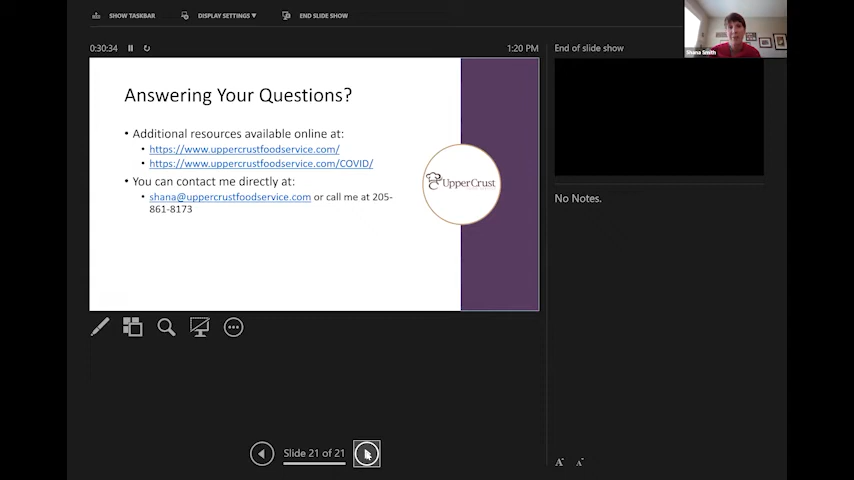 SHOW TASKBAR
DISPLAY SETTINGS ▼
END SLIDE SHOW
0:30:34
1:20 PM
End of slide show
Shana Smith
Answering Your Questions?
• Additional resources available online at:
• https://www.uppercrustfoodservice.com/
• https://www.uppercrustfoodservice.com/COVID/
• You can contact me directly at:
• shana@uppercrustfoodservice.com or call me at 205-
861-8173
UpperCrust
No Notes.
Slide 21 of 21
A A